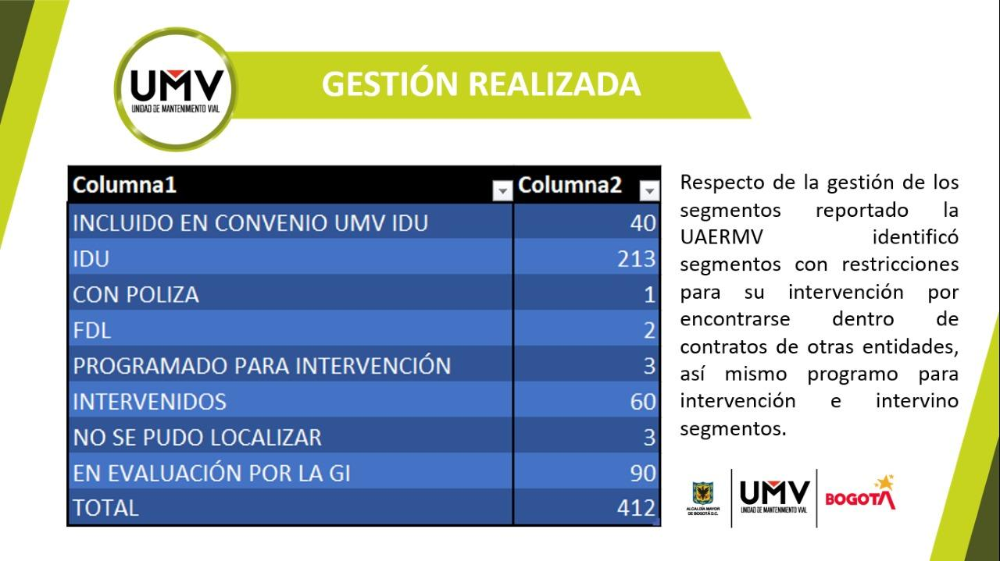 UMV
UNIDAD DE MANTENIMIENTO VIAL
GESTIÓN REALIZADA
Columna1 Columna2
INCLUIDO EN CONVENIO UMV IDU 40
IDU 213
CON POLIZA 1
FDL 2
PROGRAMADO PARA INTERVENCIÓN 3
INTERVENIDOS 60
NO SE PUDO LOCALIZAR 3
EN EVALUACIÓN POR LA GI 90
TOTAL 412
Respecto de la gestión de los
segmentos reportado la
UAERMV identificó
segmentos con restricciones
para su intervención por
encontrarse dentro de
contratos de otras entidades,
así mismo programo para
intervención e intervino
segmentos.
ALCALDÍA MAYOR
DE BOGOTÁ D.C.
UMV
UNIDAD DE MANTENIMIENTO VIAL
BOGOTÁ